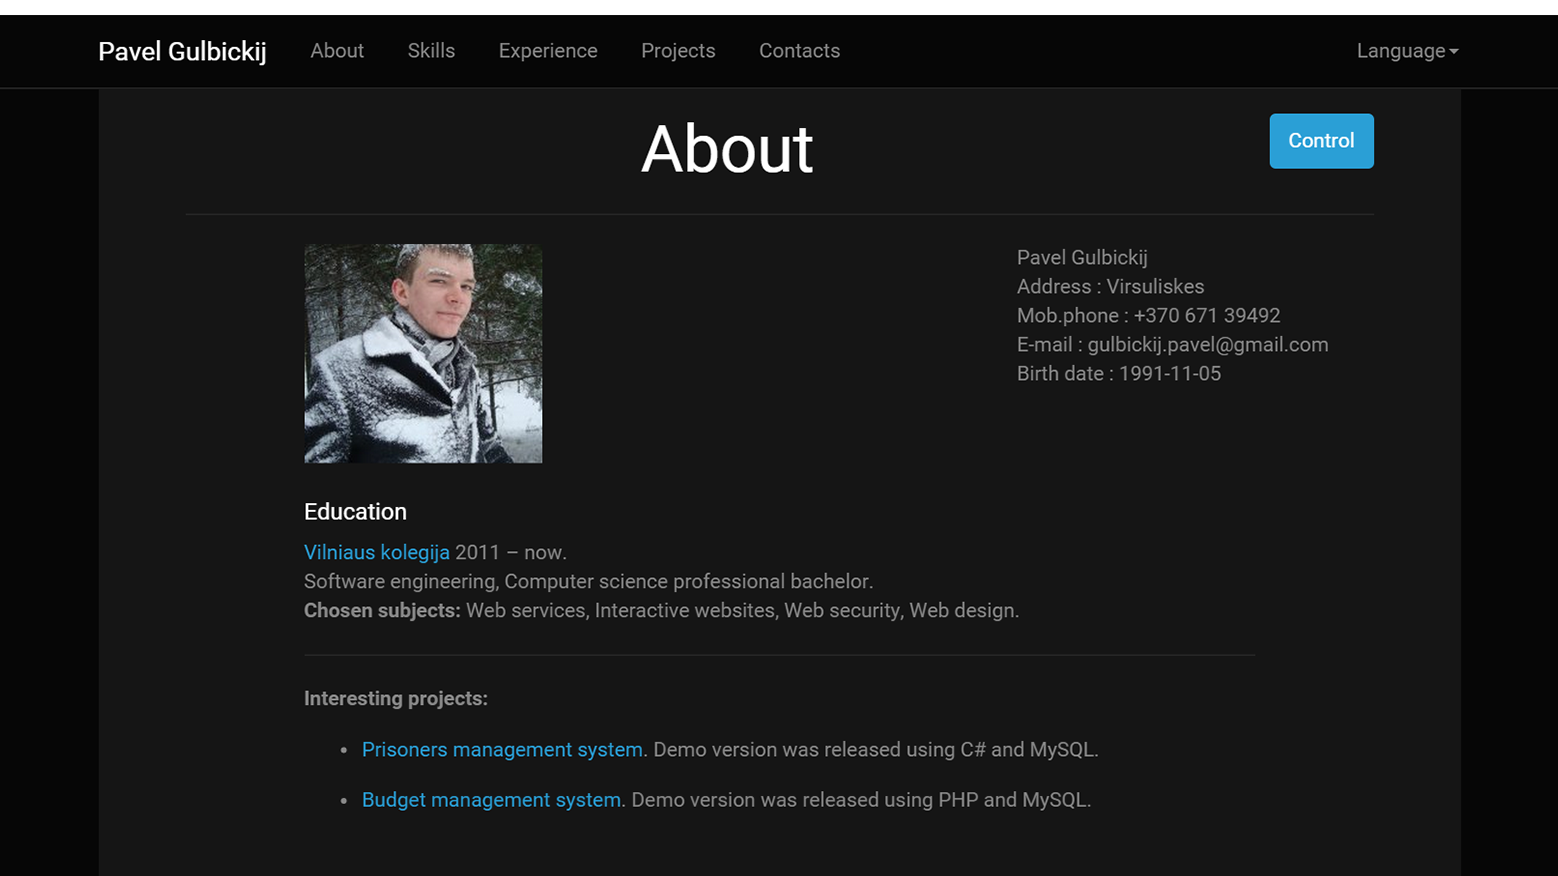 Pavel Gulbickij About Skills Experience Projects Contacts Language
About
Control
Pavel Gulbickij
Address : Virsuliskes
Mob.phone : +370 671 39492
E-mail : gulbickij.pavel@gmail.com
Birth date : 1991-11-05
Education
Vilniaus kolegija 2011 – now.
Software engineering, Computer science professional bachelor.
Chosen subjects: Web services, Interactive websites, Web security, Web design.
Interesting projects:
• Prisoners management system. Demo version was released using C# and MySQL.
• Budget management system. Demo version was released using PHP and MySQL.